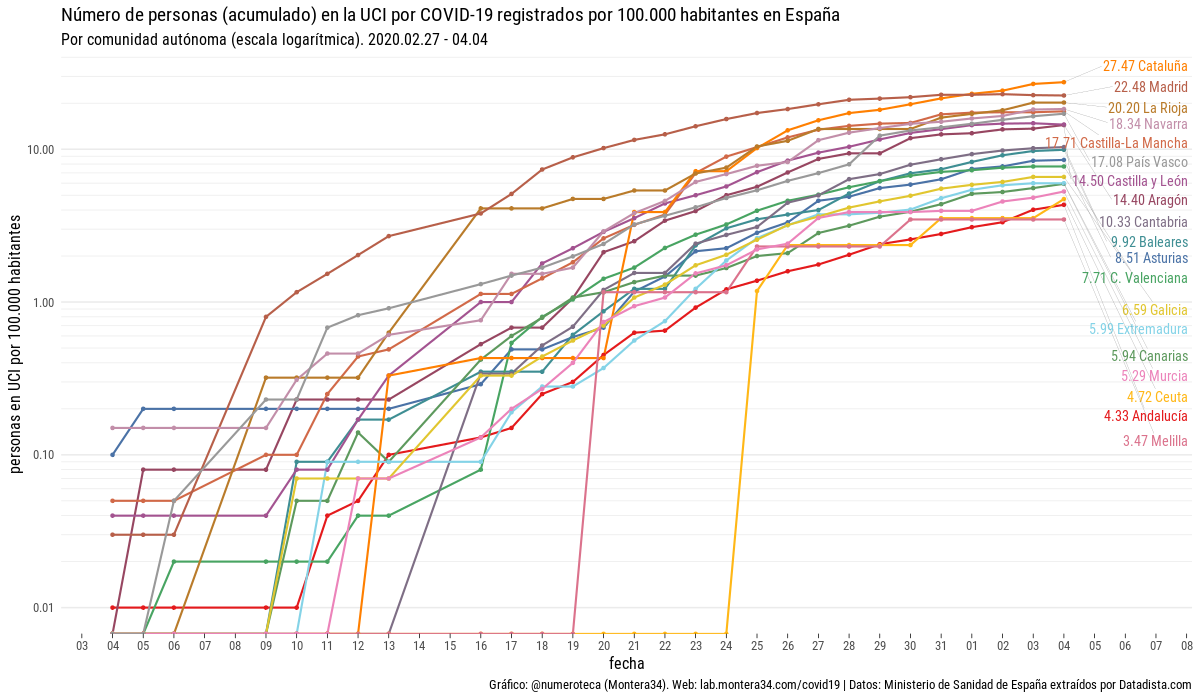 Número de personas (acumulado) en la UCI por COVID-19 registrados por 100.000 habitantes en España
Por comunidad autónoma (escala logarítmica). 2020.02.27 - 04.04
27.47 Cataluña
22.48 Madrid
20.20 La Rioja
18.34 Navarra
17.71 Castilla-La Mancha
17.08 País Vasco
14.50 Castilla y León
14.40 Aragón
10.33 Cantabria
9.92 Baleares
8.51 Asturias
7.71 C. Valenciana
6.59 Galicia
5.99 Extremadura
5.94 Canarias
5.29 Murcia
4.72 Ceuta
4.33 Andalucía
3.47 Melilla
personas en UCI por 100.000 habitantes
10.00
1.00
0.10
0.01
03 04 05 06 07 08 09 10 11 12 13 14 15 16 17 18 19 20 21 22 23 24 25 26 27 28 29 30 31 01 02 03 04 05 06 07 08
fecha
Gráfico: @numeroteca (Montera34). Web: lab.montera34.com/covid19 | Datos: Ministerio de Sanidad de España extraídos por Datadista.com